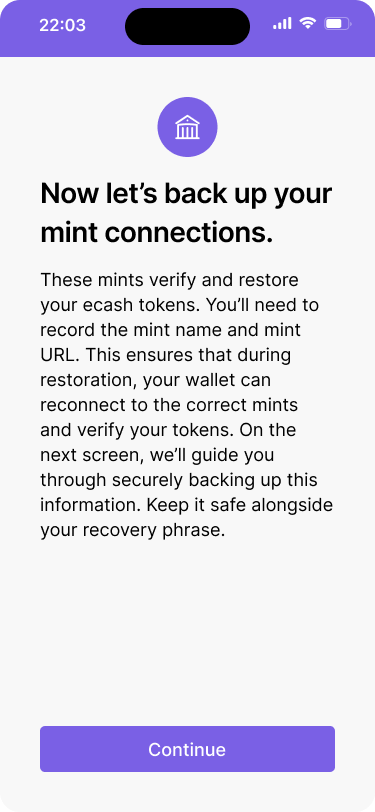 22:03
Now let’s back up your
mint connections.
These mints verify and restore
your ecash tokens. You’ll need to
record the mint name and mint
URL. This ensures that during
restoration, your wallet can
reconnect to the correct mints
and verify your tokens. On the
next screen, we’ll guide you
through securely backing up this
information. Keep it safe alongside
your recovery phrase.
Continue